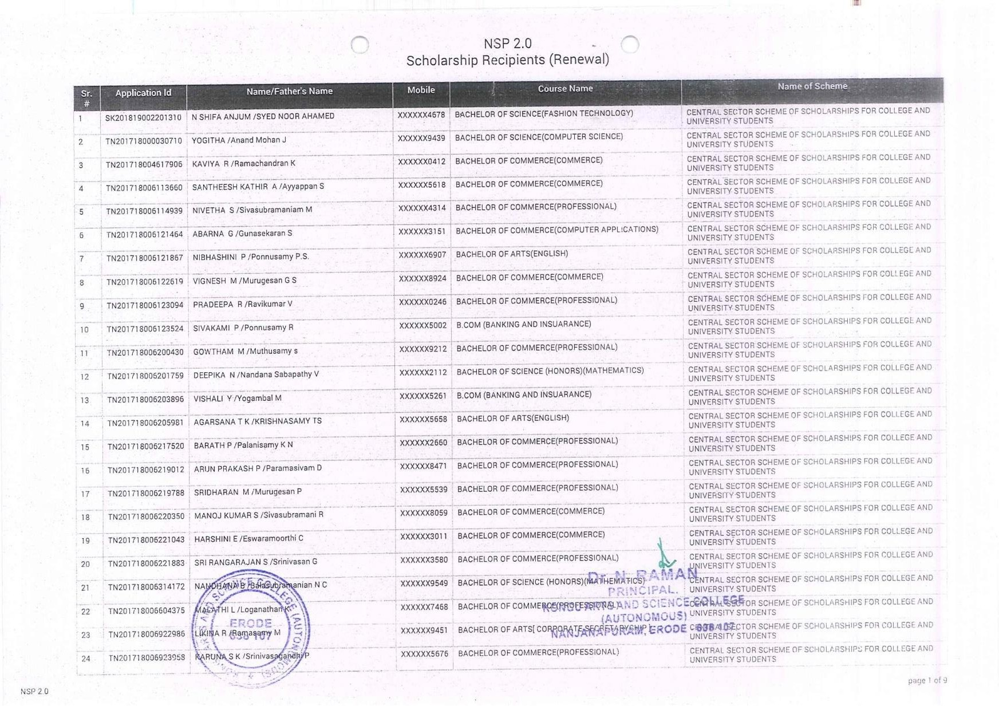 NSP 2.0
Scholarship Recipients (Renewal)
Sr. # Application Id Name/Father's Name Mobile Course Name Name of Scheme
1 SK201819002201310 N SHIFA ANJUM /SYED NOOR AHAMED XXXXXX4678 BACHELOR OF SCIENCE(FASHION TECHNOLOGY) CENTRAL SECTOR SCHEME OF SCHOLARSHIPS FOR COLLEGE AND
UNIVERSITY STUDENTS
2 TN201718000030710 YOGITHA /Anand Mohan J XXXXXX9439 BACHELOR OF SCIENCE(COMPUTER SCIENCE) CENTRAL SECTOR SCHEME OF SCHOLARSHIPS FOR COLLEGE AND
UNIVERSITY STUDENTS
3 TN201718004617906 KAVIYA R /Ramachandran K XXXXXX0412 BACHELOR OF COMMERCE(COMMERCE) CENTRAL SECTOR SCHEME OF SCHOLARSHIPS FOR COLLEGE AND
UNIVERSITY STUDENTS
4 TN201718006113660 SANTHEESH KATHIR A /Ayyappan S XXXXXX5618 BACHELOR OF COMMERCE(COMMERCE) CENTRAL SECTOR SCHEME OF SCHOLARSHIPS FOR COLLEGE AND
UNIVERSITY STUDENTS
5 TN201718006114939 NIVETHA S /Sivasubramaniam M XXXXXX4314 BACHELOR OF COMMERCE(PROFESSIONAL) CENTRAL SECTOR SCHEME OF SCHOLARSHIPS FOR COLLEGE AND
UNIVERSITY STUDENTS
6 TN201718006121464 ABARNA G /Gunasekaran S XXXXXX3151 BACHELOR OF COMMERCE(COMPUTER APPLICATIONS) CENTRAL SECTOR SCHEME OF SCHOLARSHIPS FOR COLLEGE AND
UNIVERSITY STUDENTS
7 TN201718006121867 NIBHASHINI P /Ponnusamy P.S. XXXXXX6907 BACHELOR OF ARTS(ENGLISH) CENTRAL SECTOR SCHEME OF SCHOLARSHIPS FOR COLLEGE AND
UNIVERSITY STUDENTS
8 TN201718006122619 VIGNESH M /Murugesan G S XXXXXX8924 BACHELOR OF COMMERCE(COMMERCE) CENTRAL SECTOR SCHEME OF SCHOLARSHIPS FOR COLLEGE AND
UNIVERSITY STUDENTS
9 TN201718006123094 PRADEEPA R /Ravikumar V XXXXXX0246 BACHELOR OF COMMERCE(PROFESSIONAL) CENTRAL SECTOR SCHEME OF SCHOLARSHIPS FOR COLLEGE AND
UNIVERSITY STUDENTS
10 TN201718006123524 SIVAKAMI P /Ponnusamy R XXXXXX5002 B.COM (BANKING AND INSUARANCE) CENTRAL SECTOR SCHEME OF SCHOLARSHIPS FOR COLLEGE AND
UNIVERSITY STUDENTS
11 TN201718006200430 GOWTHAM M /Muthusamy s XXXXXX9212 BACHELOR OF COMMERCE(PROFESSIONAL) CENTRAL SECTOR SCHEME OF SCHOLARSHIPS FOR COLLEGE AND
UNIVERSITY STUDENTS
12 TN201718006201759 DEEPIKA N /Nandana Sabapathy V XXXXXX2112 BACHELOR OF SCIENCE (HONORS)(MATHEMATICS) CENTRAL SECTOR SCHEME OF SCHOLARSHIPS FOR COLLEGE AND
UNIVERSITY STUDENTS
13 TN201718006203896 VISHALI Y /Yogambal M XXXXXX5261 B.COM (BANKING AND INSUARANCE) CENTRAL SECTOR SCHEME OF SCHOLARSHIPS FOR COLLEGE AND
UNIVERSITY STUDENTS
14 TN201718006205981 AGARSANA T K /KRISHNASAMY TS XXXXXX5658 BACHELOR OF ARTS(ENGLISH) CENTRAL SECTOR SCHEME OF SCHOLARSHIPS FOR COLLEGE AND
UNIVERSITY STUDENTS
15 TN201718006217520 BARATH P /Palanisamy K N XXXXXX2660 BACHELOR OF COMMERCE(PROFESSIONAL) CENTRAL SECTOR SCHEME OF SCHOLARSHIPS FOR COLLEGE AND
UNIVERSITY STUDENTS
16 TN201718006219012 ARUN PRAKASH P /Paramasivam D XXXXXX8471 BACHELOR OF COMMERCE(PROFESSIONAL) CENTRAL SECTOR SCHEME OF SCHOLARSHIPS FOR COLLEGE AND
UNIVERSITY STUDENTS
17 TN201718006219788 SRIDHARAN M /Murugesan P XXXXXX5539 BACHELOR OF COMMERCE(PROFESSIONAL) CENTRAL SECTOR SCHEME OF SCHOLARSHIPS FOR COLLEGE AND
UNIVERSITY STUDENTS
18 TN201718006220350 MANOJ KUMAR S /Sivasubramani R XXXXXX8059 BACHELOR OF COMMERCE(COMMERCE) CENTRAL SECTOR SCHEME OF SCHOLARSHIPS FOR COLLEGE AND
UNIVERSITY STUDENTS
19 TN201718006221043 HARSHINI E /Eswaramoorthi C XXXXXX3011 BACHELOR OF COMMERCE(COMMERCE) CENTRAL SECTOR SCHEME OF SCHOLARSHIPS FOR COLLEGE AND
UNIVERSITY STUDENTS
20 TN201718006221883 SRI RANGARAJAN S /Srinivasan G XXXXXX3580 BACHELOR OF COMMERCE(PROFESSIONAL) CENTRAL SECTOR SCHEME OF SCHOLARSHIPS FOR COLLEGE AND
UNIVERSITY STUDENTS
21 TN201718006314172 NANDHANA B /Balasubramanian N C XXXXXX9549 BACHELOR OF SCIENCE (HONORS)(MATHEMATICS) CENTRAL SECTOR SCHEME OF SCHOLARSHIPS FOR COLLEGE AND
UNIVERSITY STUDENTS
22 TN201718006604375 MALATHI L /Loganathan K XXXXXX7468 BACHELOR OF COMMERCE(PROFESSIONAL) CENTRAL SECTOR SCHEME OF SCHOLARSHIPS FOR COLLEGE AND
UNIVERSITY STUDENTS
23 TN201718006922986 LIKINA R /Ramasamy M XXXXXX9451 BACHELOR OF ARTS[ CORPORATE SECRETARYSHIP ] CENTRAL SECTOR SCHEME OF SCHOLARSHIPS FOR COLLEGE AND
UNIVERSITY STUDENTS
24 TN201718006923958 KARUNA S K /Srinivasagandhi P XXXXXX5676 BACHELOR OF COMMERCE(PROFESSIONAL) CENTRAL SECTOR SCHEME OF SCHOLARSHIPS FOR COLLEGE AND
UNIVERSITY STUDENTS
KONGU ARTS AND SCIENCE COLLEGE (AUTONOMOUS)
ERODE
638 107
Dr. N. RAMAN
PRINCIPAL.
KONGU ARTS AND SCIENCE COLLEGE
(AUTONOMOUS)
NANJANAPURAM, ERODE - 638 107.
page 1 of 9
NSP 2.0